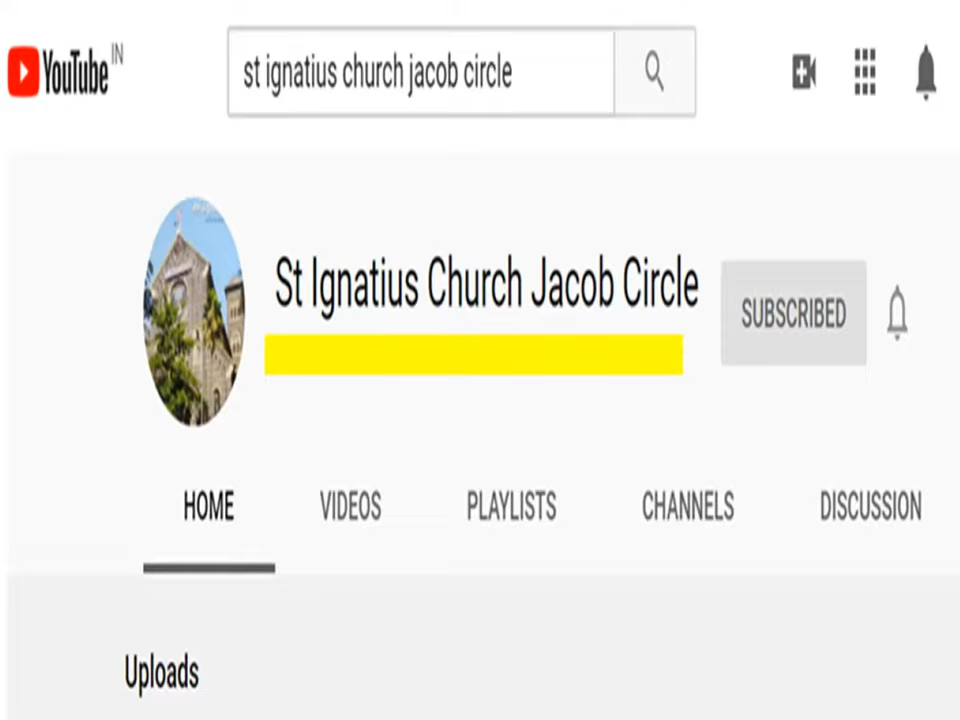 YouTube IN
st ignatius church jacob circle
St Ignatius Church Jacob Circle
SUBSCRIBED
HOME VIDEOS PLAYLISTS CHANNELS DISCUSSION
Uploads